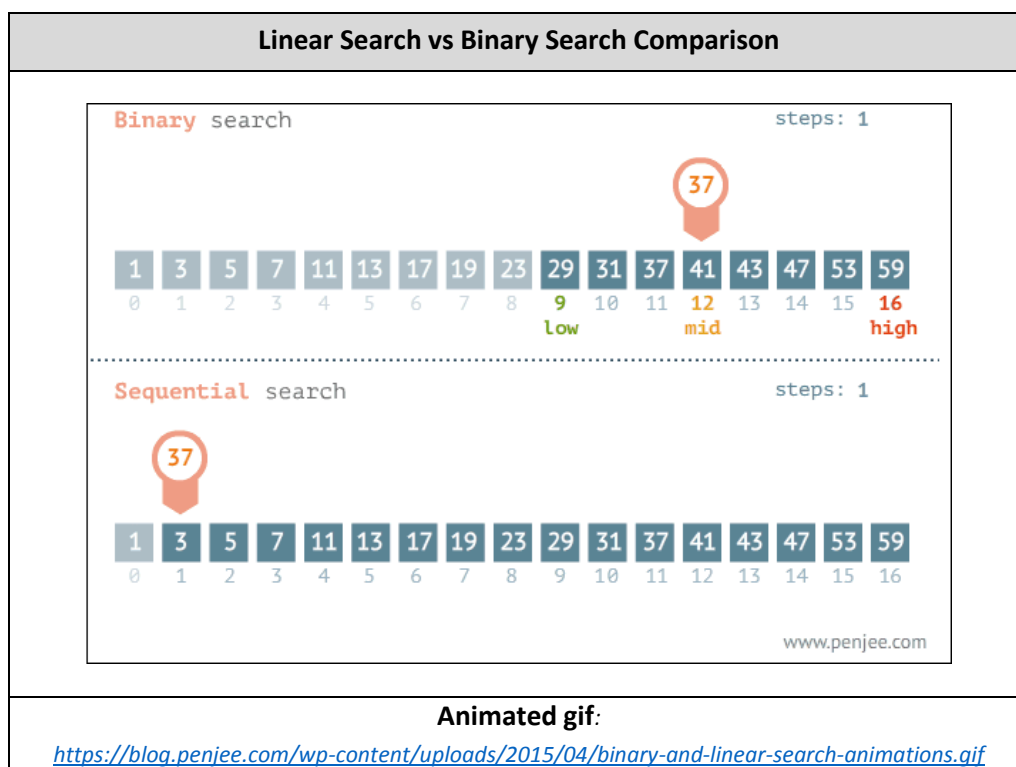 Linear Search vs Binary Search Comparison
Binary search steps: 1
37
1 3 5 7 11 13 17 19 23 29 31 37 41 43 47 53 59
0 1 2 3 4 5 6 7 8 9 10 11 12 13 14 15 16
low mid high
Sequential search steps: 1
37
1 3 5 7 11 13 17 19 23 29 31 37 41 43 47 53 59
0 1 2 3 4 5 6 7 8 9 10 11 12 13 14 15 16
www.penjee.com
Animated gif:
https://blog.penjee.com/wp-content/uploads/2015/04/binary-and-linear-search-animations.gif